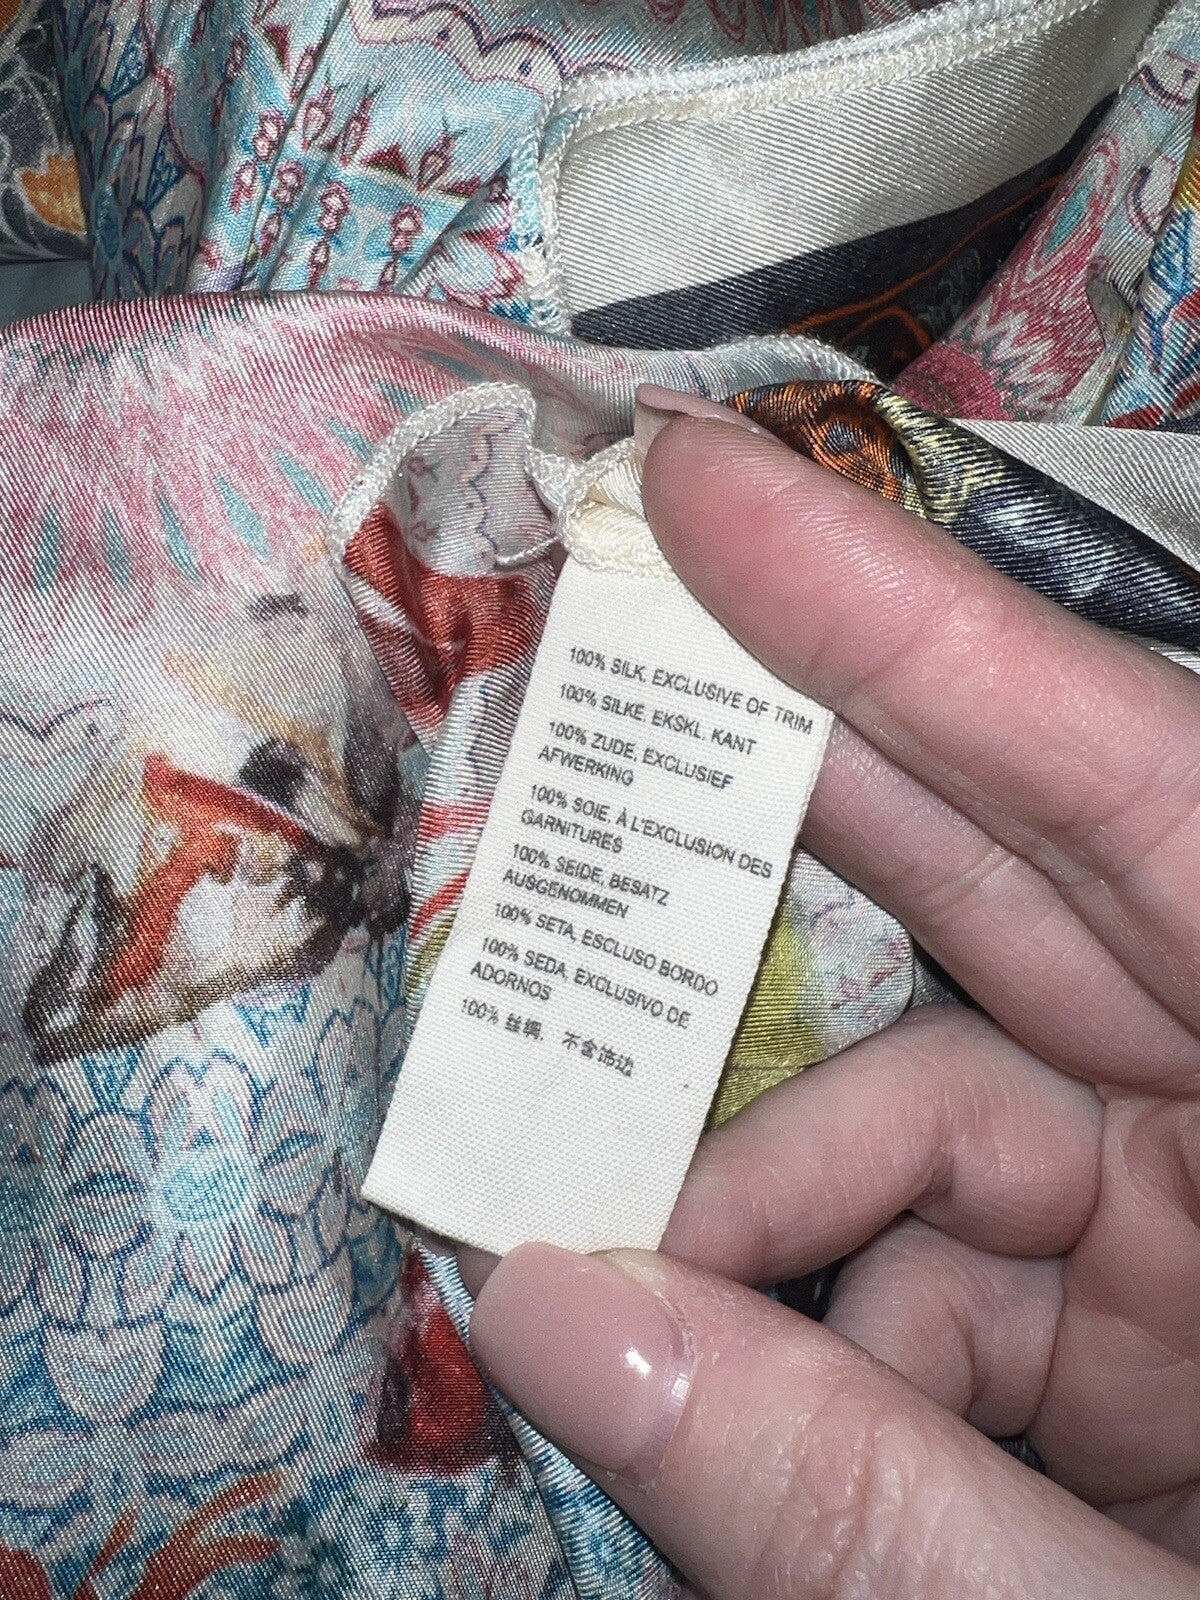 100% SILK, EXCLUSIVE OF TRIM
100% SILKE, EKSKL. KANT
100% ZUDE, EXCLUSIEF
AFWERKING
100% SOIE, À L'EXCLUSION DES
GARNITURES
100% SEIDE, BESATZ
AUSGENOMMEN
100% SETA, ESCLUSO BORDO
100% SEDA, EXCLUSIVO DE
ADORNOS
100% 丝绸, 不含饰边